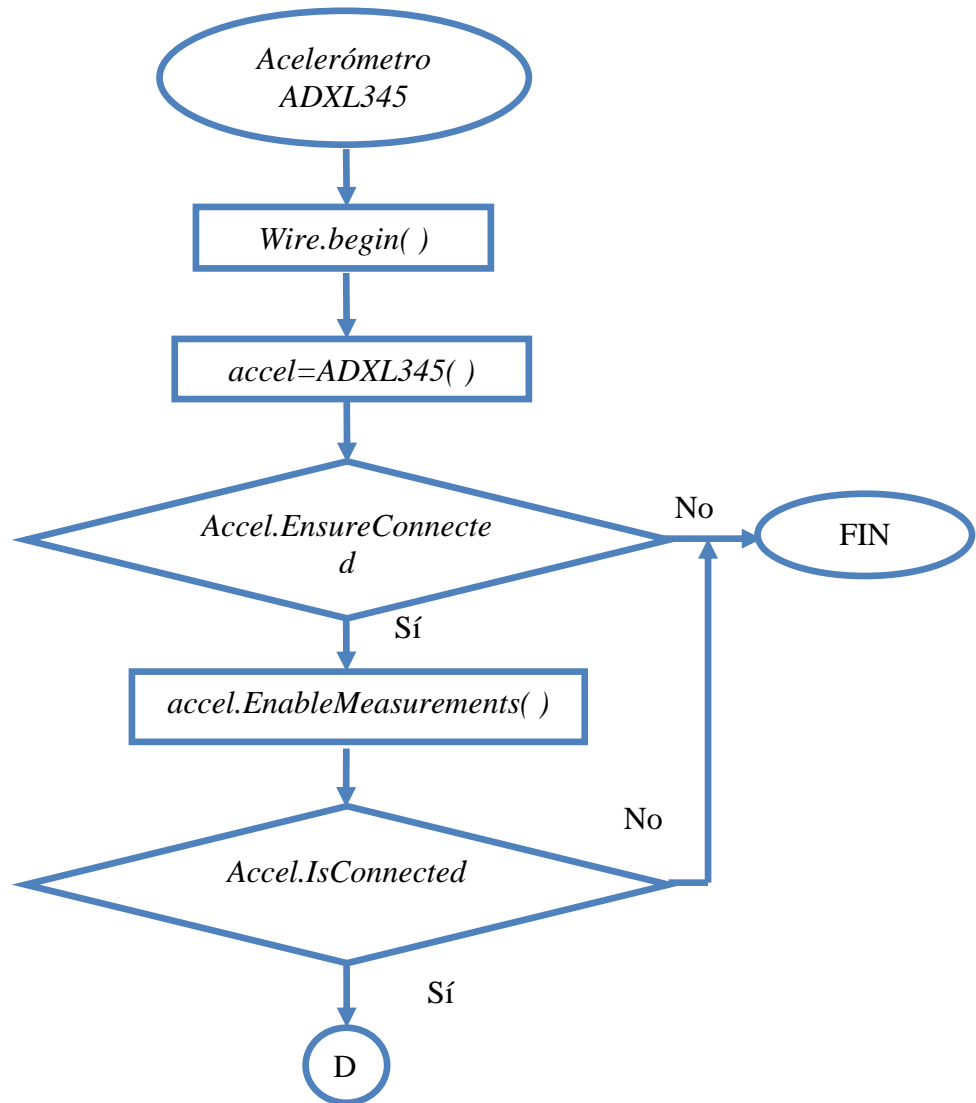 Acelerómetro
ADXL345
Wire.begin( )
accel=ADXL345( )
Accel.EnsureConnecte
d
No
FIN
Sí
accel.EnableMeasurements( )
No
Accel.IsConnected
Sí
D